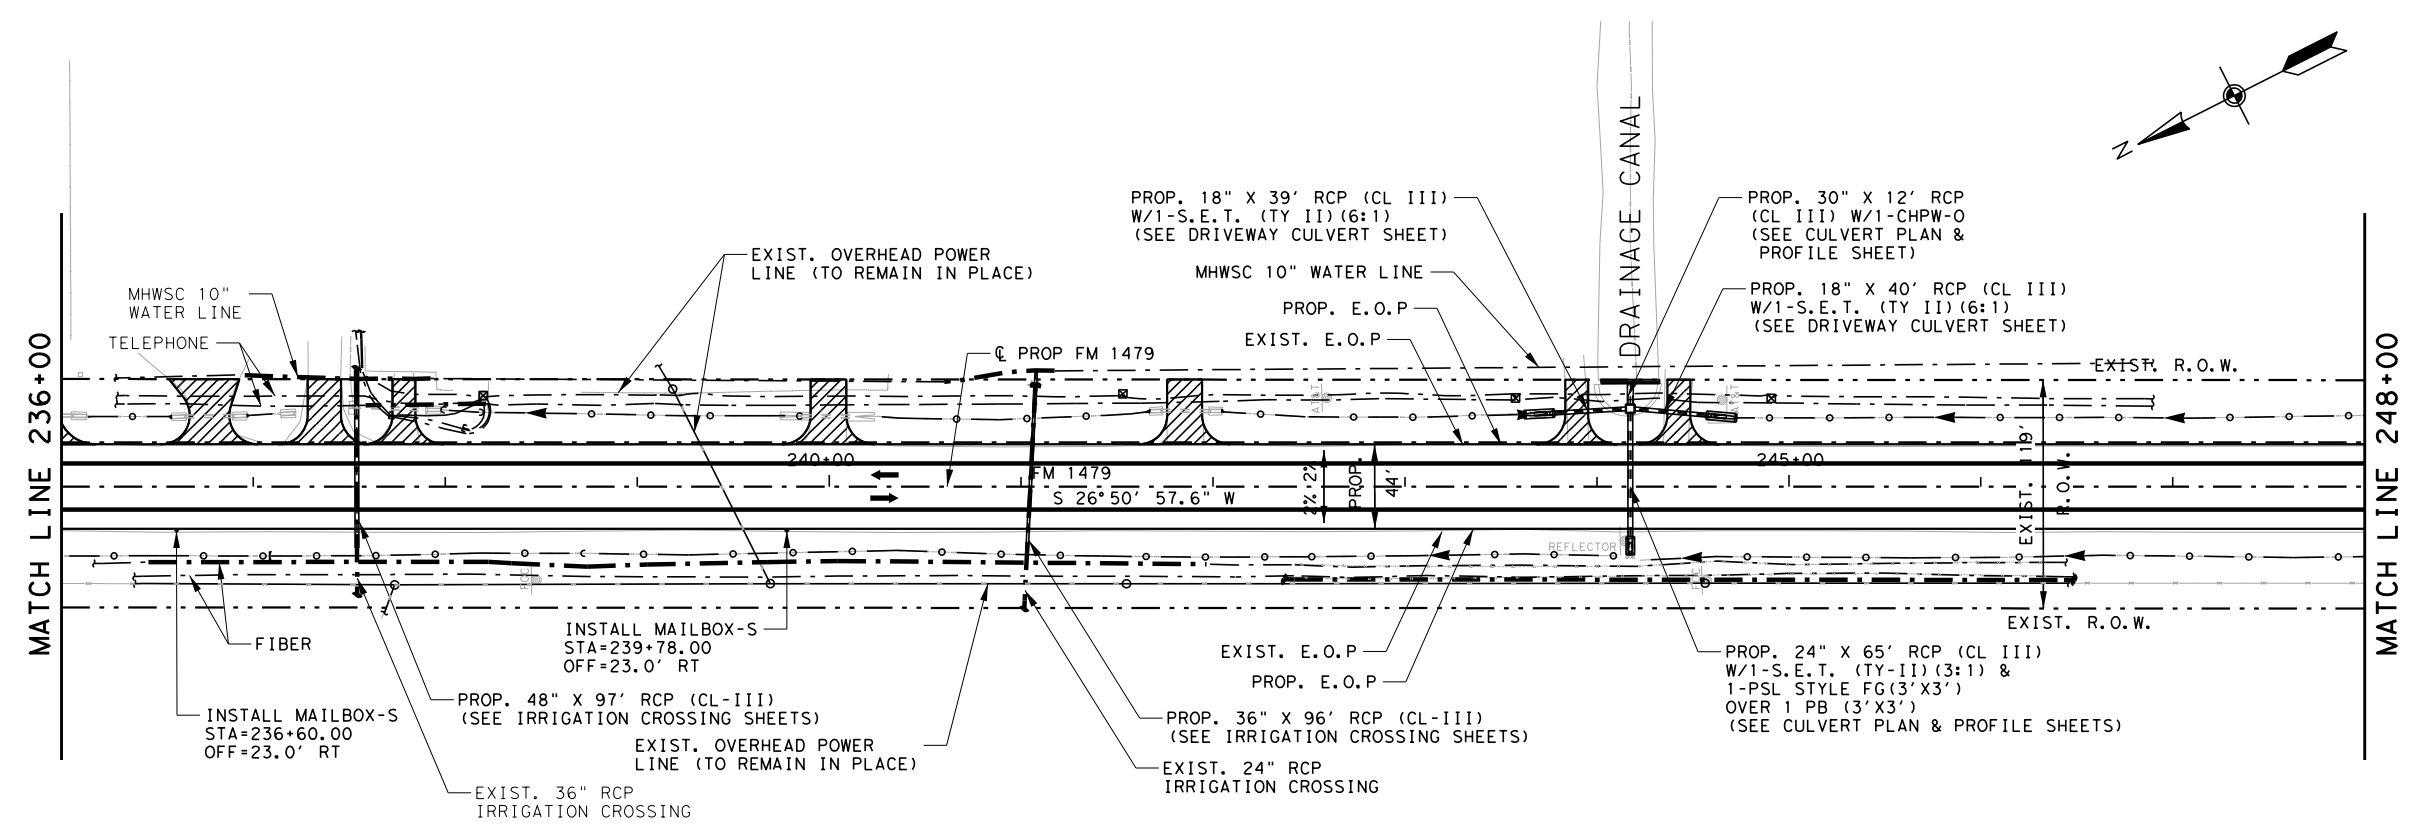 N
DRAINAGE CANAL
PROP. 18" X 39' RCP (CL III)
W/1-S.E.T. (TY II)(6:1)
(SEE DRIVEWAY CULVERT SHEET)
PROP. 30" X 12' RCP
(CL III) W/1-CHPW-0
(SEE CULVERT PLAN &
PROFILE SHEET)
EXIST. OVERHEAD POWER
LINE (TO REMAIN IN PLACE)
MHWSC 10" WATER LINE
PROP. 18" X 40' RCP (CL III)
W/1-S.E.T. (TY II)(6:1)
(SEE DRIVEWAY CULVERT SHEET)
MHWSC 10"
WATER LINE
PROP. E.O.P
TELEPHONE
EXIST. E.O.P
℄ PROP FM 1479
EXIST. R.O.W.
MATCH LINE 236+00
MATCH LINE 248+00
AT&T
AT&T
240+00
FM 1479
245+00
S 26°50' 57.6" W
2% 2%
PROP.
44'
EXIST. 119'
R.O.W.
REFLECTOR
EXIST. R.O.W.
FIBER
INSTALL MAILBOX-S
STA=239+78.00
OFF=23.0' RT
EXIST. E.O.P
PROP. E.O.P
PROP. 24" X 65' RCP (CL III)
W/1-S.E.T. (TY-II)(3:1) &
1-PSL STYLE FG(3'X3')
OVER 1 PB (3'X3')
(SEE CULVERT PLAN & PROFILE SHEETS)
PROP. 48" X 97' RCP (CL-III)
(SEE IRRIGATION CROSSING SHEETS)
INSTALL MAILBOX-S
STA=236+60.00
OFF=23.0' RT
PROP. 36" X 96' RCP (CL-III)
(SEE IRRIGATION CROSSING SHEETS)
EXIST. OVERHEAD POWER
LINE (TO REMAIN IN PLACE)
EXIST. 24" RCP
IRRIGATION CROSSING
EXIST. 36" RCP
IRRIGATION CROSSING